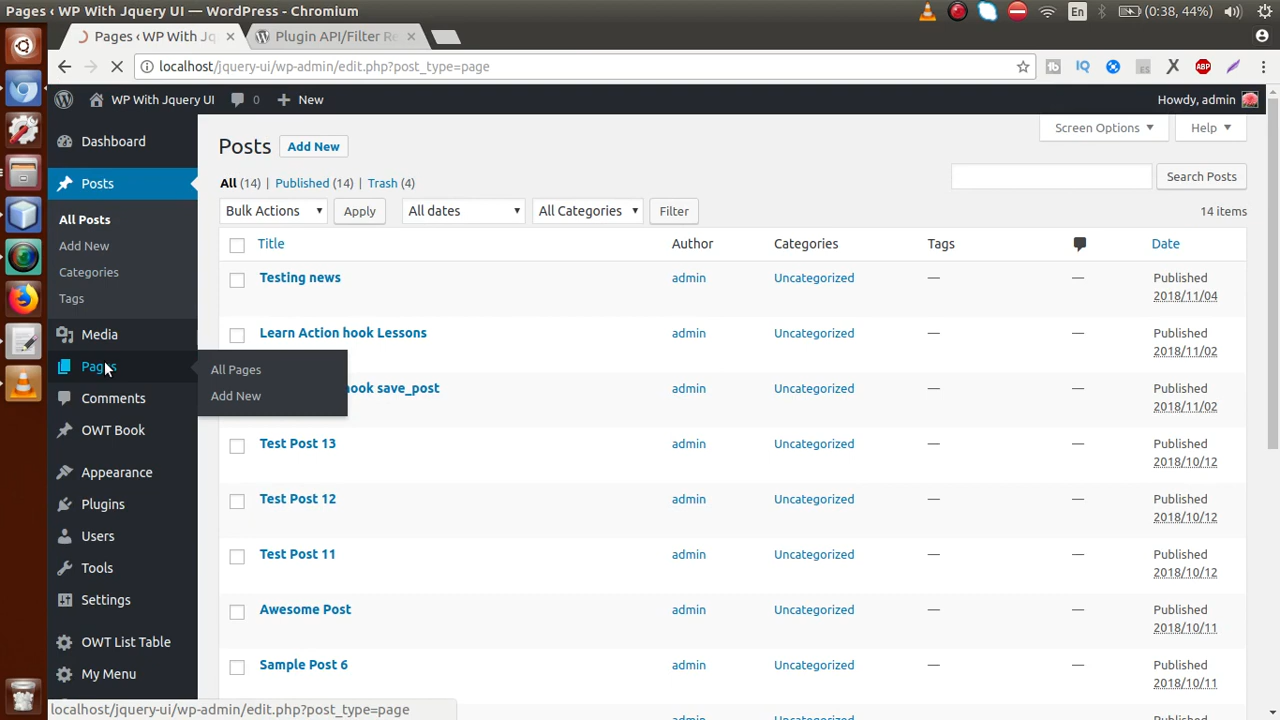 Pages ‹ WP With Jquery UI — WordPress - Chromium
En
(0:38, 44%)
Pages ‹ WP With Jq
Plugin API/Filter Re
localhost/jquery-ui/wp-admin/edit.php?post_type=page
WP With Jquery UI
0
New
Howdy, admin
Dashboard
Posts
All Posts
Add New
Categories
Tags
Media
Pages
All Pages
Add New
Comments
OWT Book
Appearance
Plugins
Users
Tools
Settings
OWT List Table
My Menu
Posts
Add New
Screen Options
Help
All (14) | Published (14) | Trash (4)
Search Posts
Bulk Actions
Apply
All dates
All Categories
Filter
14 items
Title Author Categories Tags Date
Testing news admin Uncategorized — — Published
2018/11/04
Learn Action hook Lessons admin Uncategorized — — Published
2018/11/02
hook save_post admin Uncategorized — — Published
2018/11/02
Test Post 13 admin Uncategorized — — Published
2018/10/12
Test Post 12 admin Uncategorized — — Published
2018/10/12
Test Post 11 admin Uncategorized — — Published
2018/10/12
Awesome Post admin Uncategorized — — Published
2018/10/11
Sample Post 6 admin Uncategorized — — Published
2018/10/11
localhost/jquery-ui/wp-admin/edit.php?post_type=page